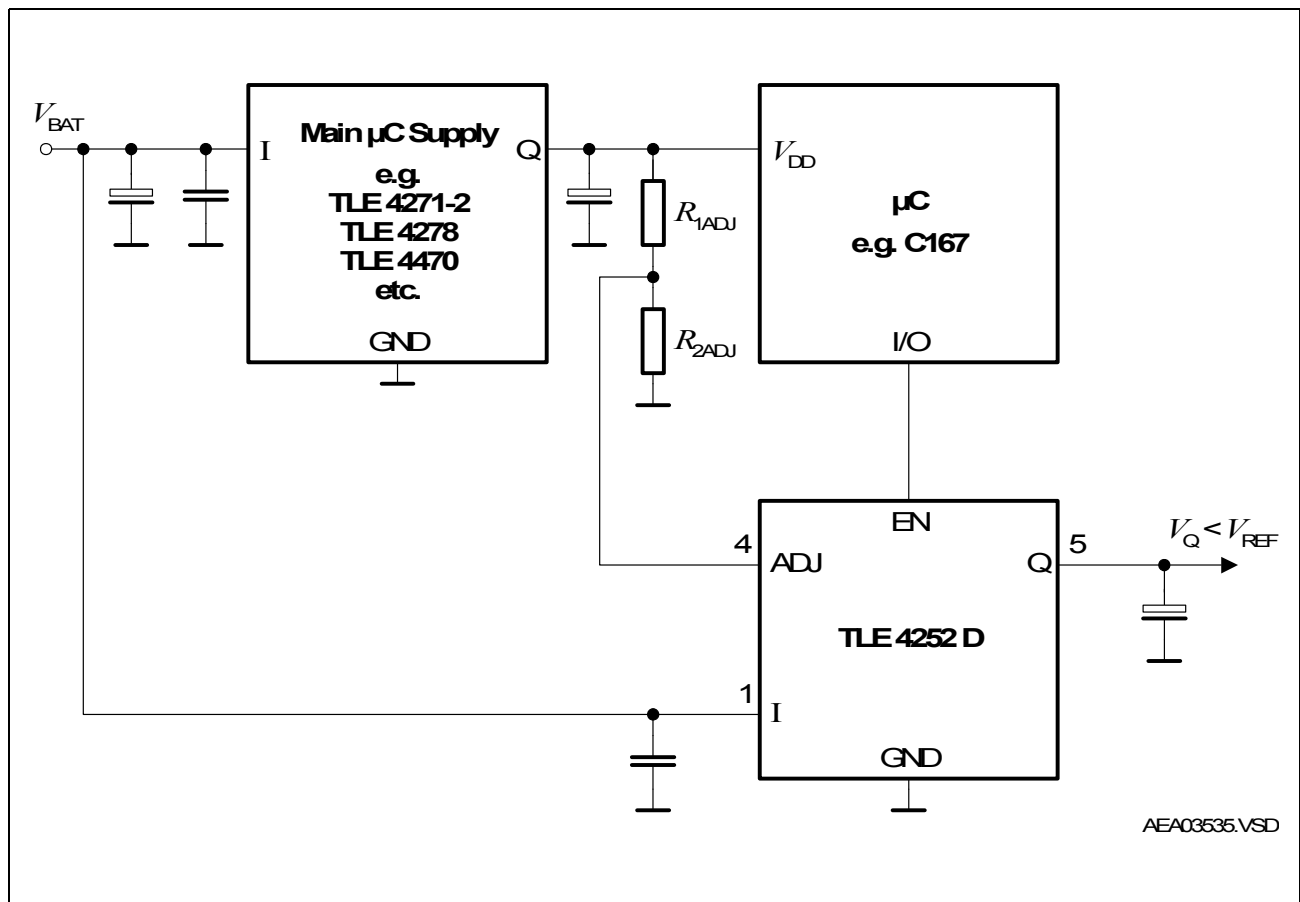 V_BAT
I
Main µC Supply
e.g.
TLE 4271-2
TLE 4278
TLE 4470
etc.
Q
GND
R_1ADJ
R_2ADJ
V_DD
µC
e.g. C167
I/O
EN
4
ADJ
Q
5
V_Q < V_REF
TLE 4252 D
1
I
GND
AEA03535.VSD